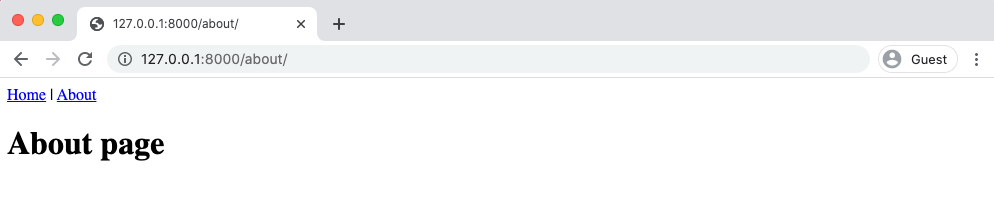 127.0.0.1:8000/about/
127.0.0.1:8000/about/ Guest
Home | About
About page